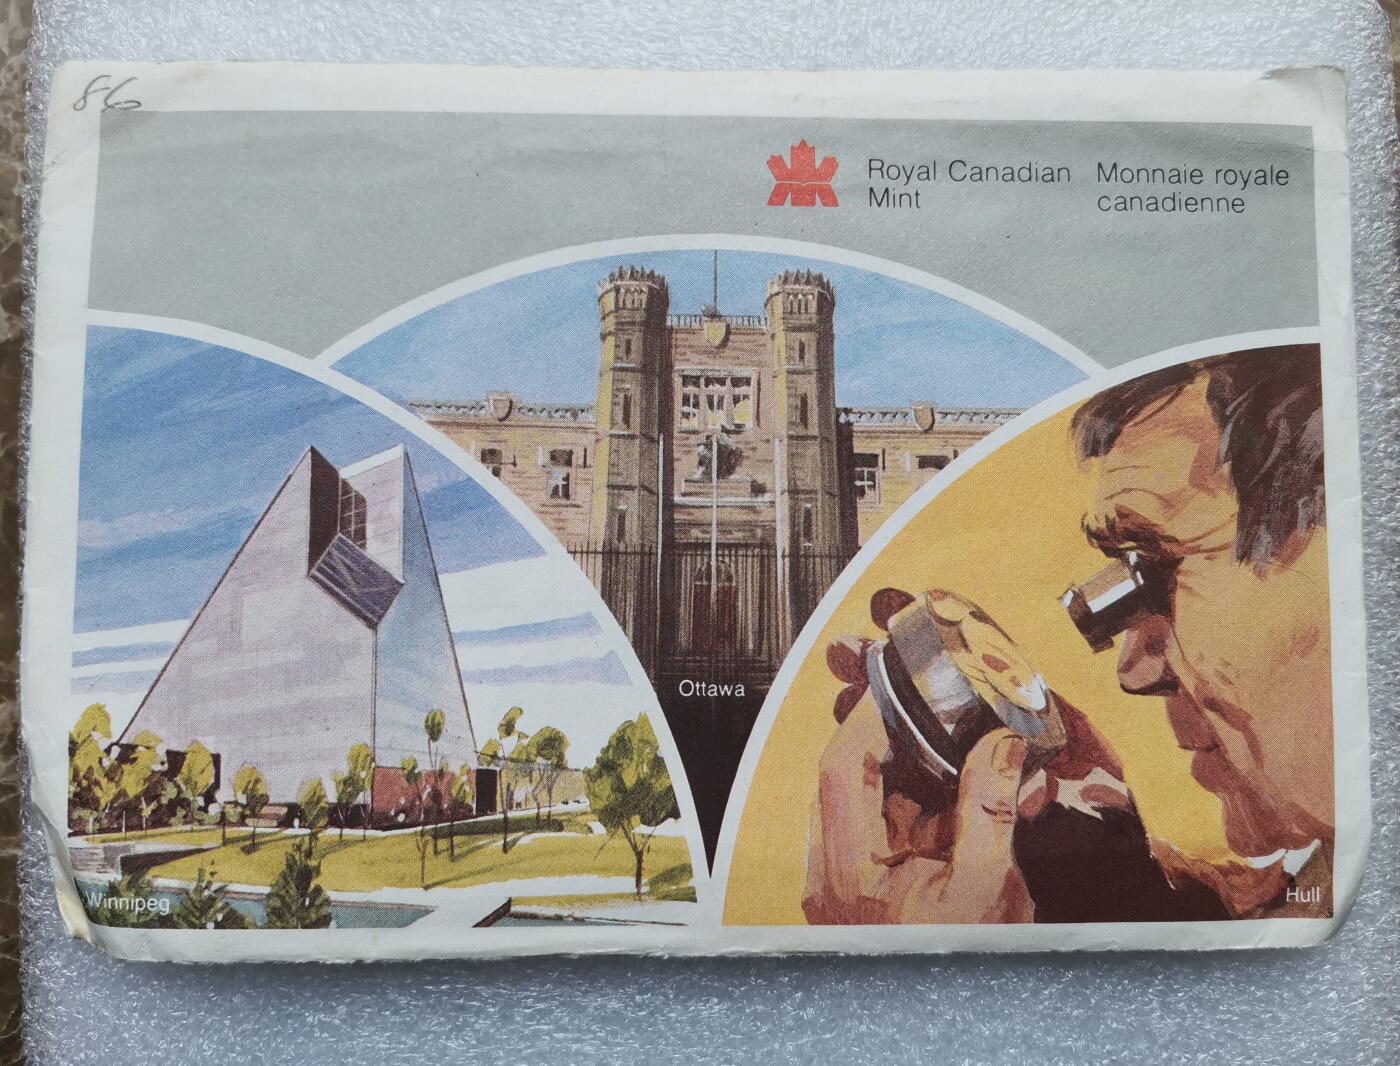 86
Royal Canadian
Mint
Monnaie royale
canadienne
Ottawa
Winnipeg
Hull